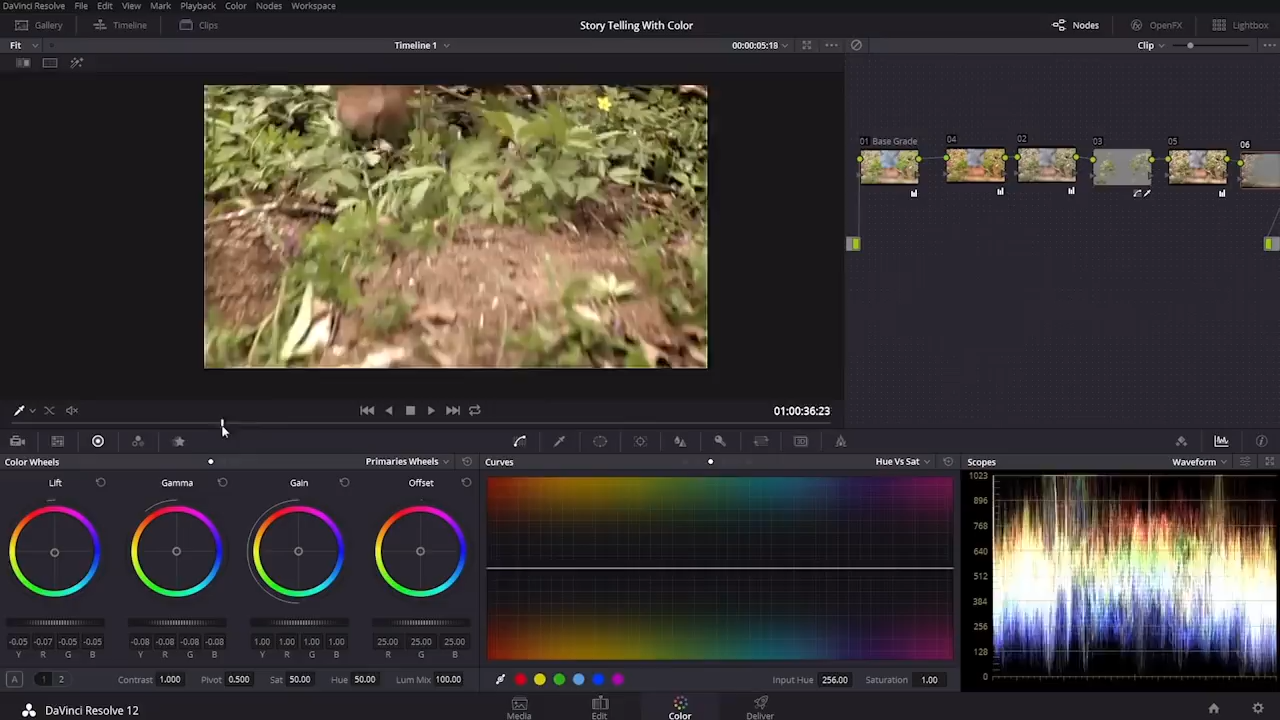 DaVinci Resolve File Edit View Mark Playback Color Nodes Workspace
Gallery Timeline Clips Story Telling With Color Nodes OpenFX Lightbox
Fit Timeline 1 00:00:05:18 Clip
01 Base Grade 04 02 03 05 06
01:00:36:23
Color Wheels Primaries Wheels Curves Hue Vs Sat Scopes Waveform
Lift Gamma Gain Offset
1023
896
768
640
512
384
256
128
0
-0.05 -0.07 -0.05 -0.05 -0.08 -0.08 -0.08 -0.08 1.00 1.00 1.00 1.00 25.00 25.00 25.00
Y R G B Y R G B Y R G B R G B
A 1 2 Contrast 1.000 Pivot 0.500 Sat 50.00 Hue 50.00 Lum Mix 100.00 Input Hue 256.00 Saturation 1.00
DaVinci Resolve 12 Media Edit Color Deliver